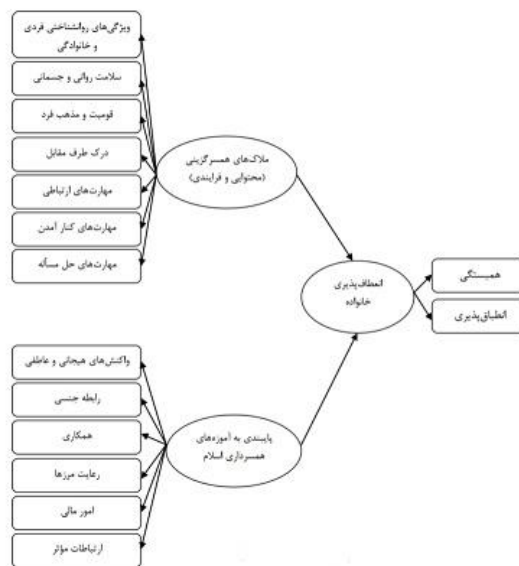 ویژگی‌های روانشناختی فردی
و خانوادگی
سلامت روانی و جسمانی
قومیت و مذهب فرد
درک طرف مقابل
مهارت‌های ارتباطی
مهارت‌های کنار آمدن
مهارت‌های حل مسأله
ملاک‌های همسرگزینی
(محتوایی و فرایندی)
انعطاف‌پذیری
خانواده
همبستگی
انطباق‌پذیری
واکنش‌های هیجانی و عاطفی
رابطه جنسی
همکاری
رعایت مرزها
امور مالی
ارتباطات مؤثر
پایبندی به آموزه‌های
همسرداری اسلام